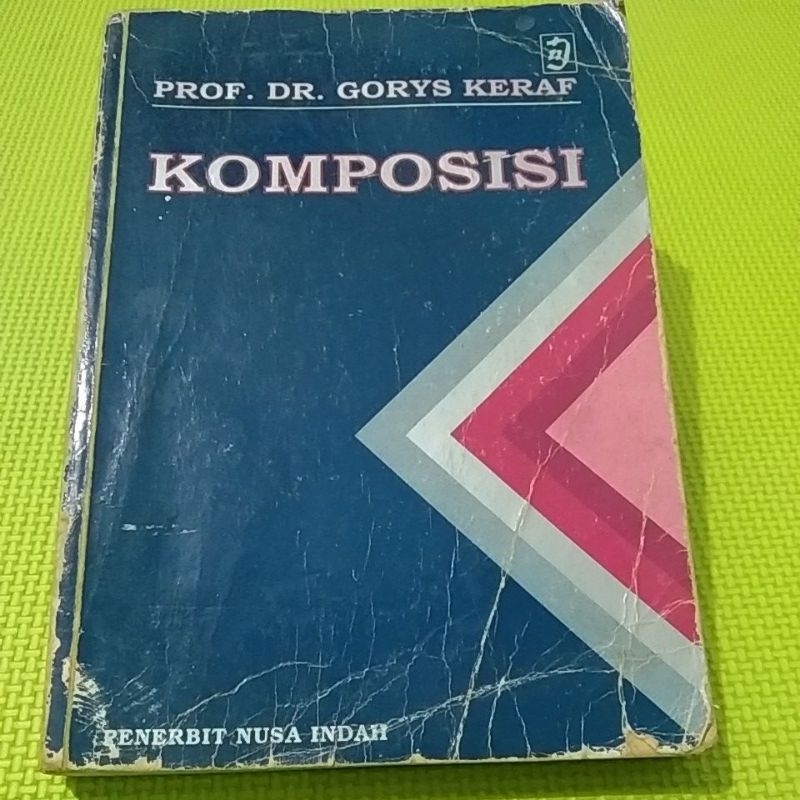 PROF. DR. GORYS KERAF
KOMPOSISI
PENERBIT NUSA INDAH